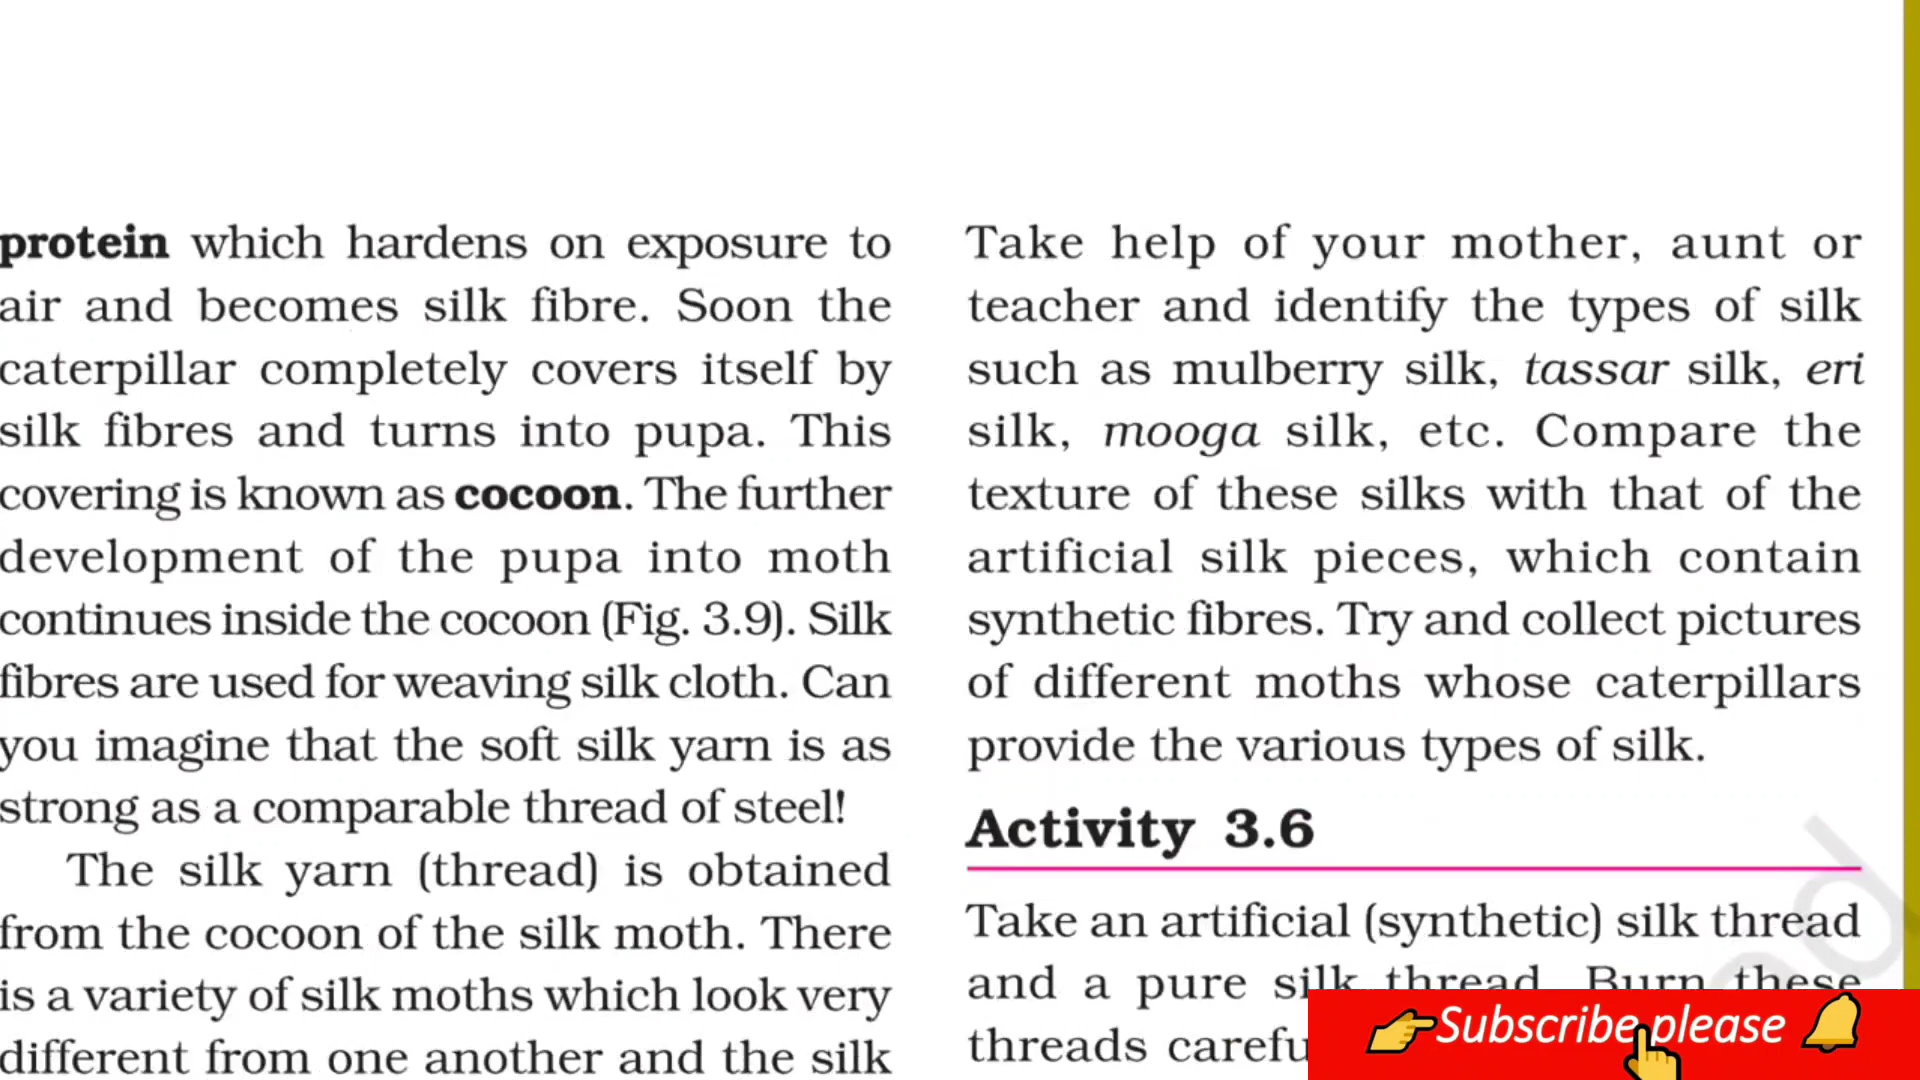 protein which hardens on exposure to
air and becomes silk fibre. Soon the
caterpillar completely covers itself by
silk fibres and turns into pupa. This
covering is known as cocoon. The further
development of the pupa into moth
continues inside the cocoon (Fig. 3.9). Silk
fibres are used for weaving silk cloth. Can
you imagine that the soft silk yarn is as
strong as a comparable thread of steel!
The silk yarn (thread) is obtained
from the cocoon of the silk moth. There
is a variety of silk moths which look very
different from one another and the silk
Take help of your mother, aunt or
teacher and identify the types of silk
such as mulberry silk, tassar silk, eri
silk, mooga silk, etc. Compare the
texture of these silks with that of the
artificial silk pieces, which contain
synthetic fibres. Try and collect pictures
of different moths whose caterpillars
provide the various types of silk.
Activity 3.6
Take an artificial (synthetic) silk thread
and a pure silk thread. Burn these
threads carefu
Subscribe please